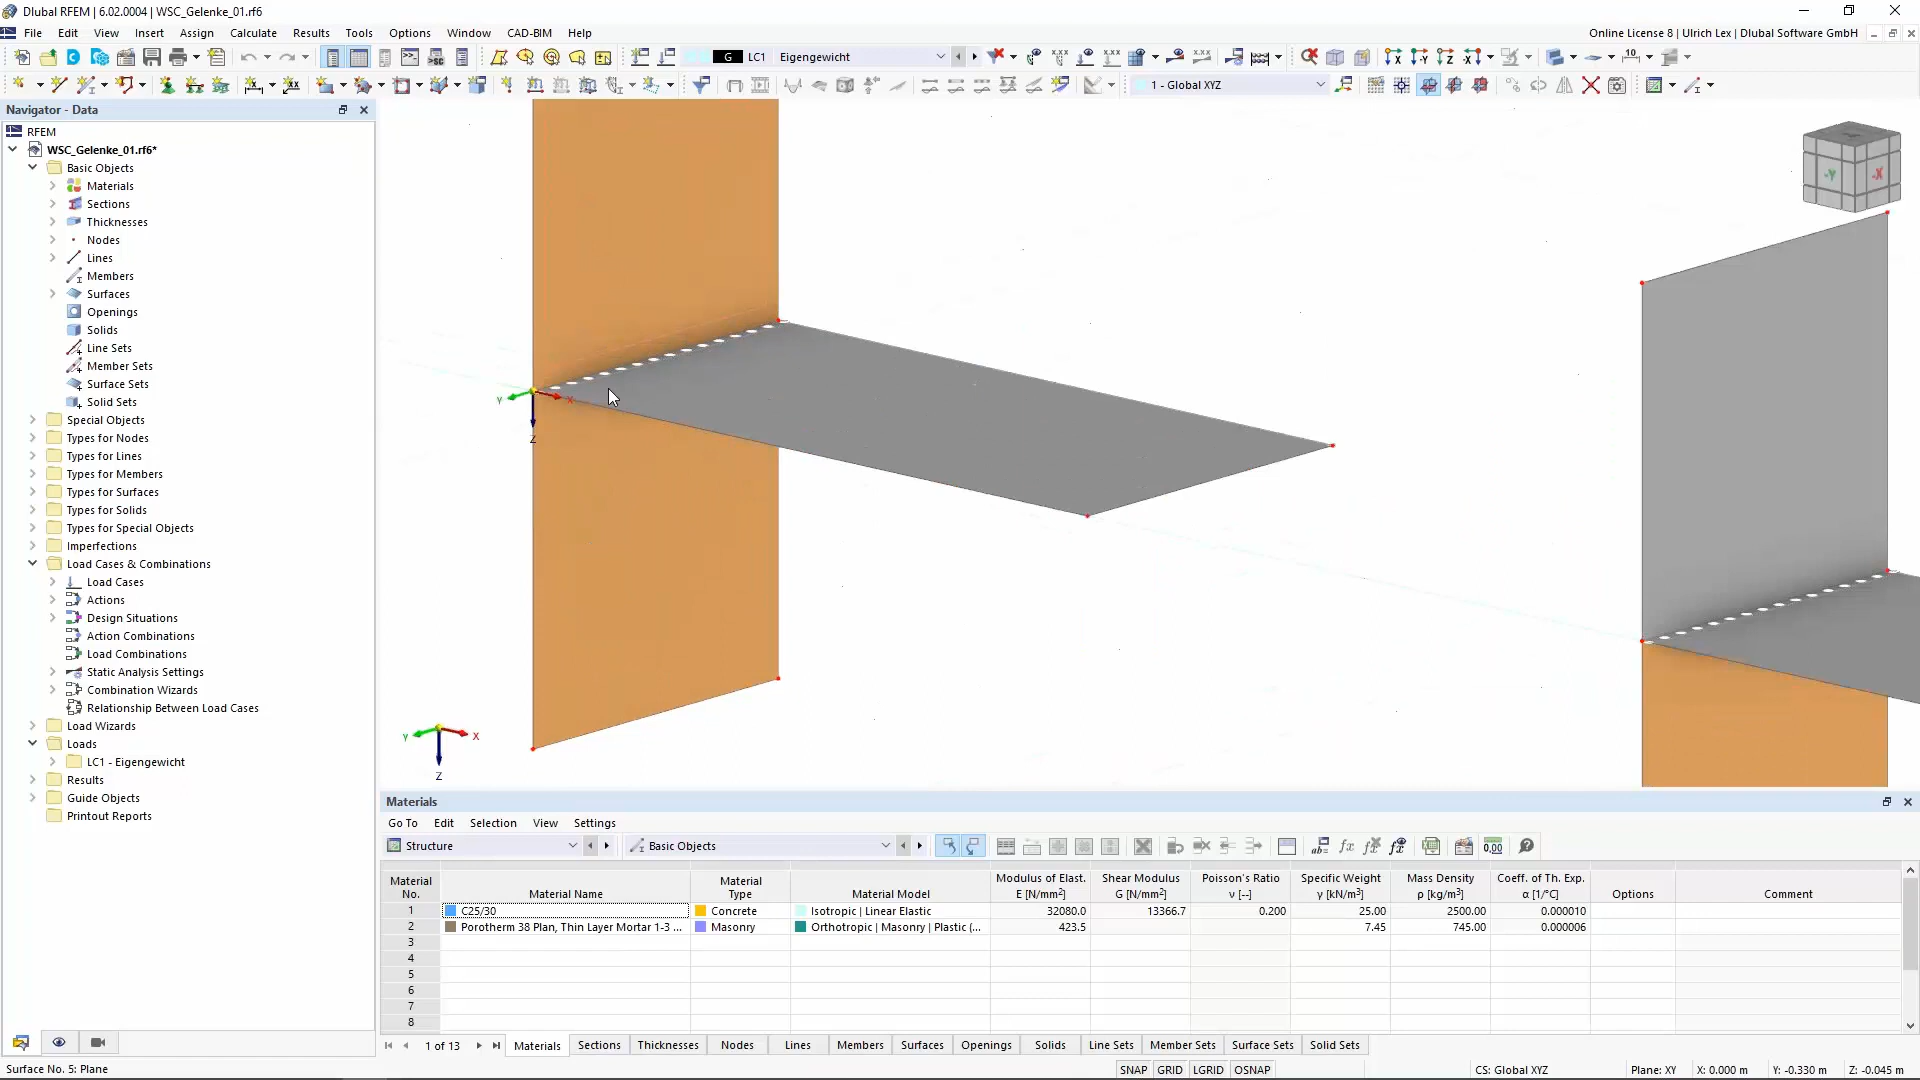 Dlubal RFEM | 6.02.0004 | WSC_Gelenke_01.rf6
File Edit View Insert Assign Calculate Results Tools Options Window CAD-BIM Help
Online License 8 | Ulrich Lex | Dlubal Software GmbH
G LC1 Eigengewicht
1 - Global XYZ
Navigator - Data
RFEM
WSC_Gelenke_01.rf6*
Basic Objects
Materials
Sections
Thicknesses
Nodes
Lines
Members
Surfaces
Openings
Solids
Line Sets
Member Sets
Surface Sets
Solid Sets
Special Objects
Types for Nodes
Types for Lines
Types for Members
Types for Surfaces
Types for Solids
Types for Special Objects
Imperfections
Load Cases & Combinations
Load Cases
Actions
Design Situations
Action Combinations
Load Combinations
Static Analysis Settings
Combination Wizards
Relationship Between Load Cases
Load Wizards
Loads
LC1 - Eigengewicht
Results
Guide Objects
Printout Reports
-Y -X
Y X
Z
Y X
Z
Materials
Go To Edit Selection View Settings
Structure Basic Objects
Material No. Material Name Material Type Material Model Modulus of Elast. E [N/mm²] Shear Modulus G [N/mm²] Poisson's Ratio ν [--] Specific Weight γ [kN/m³] Mass Density ρ [kg/m³] Coeff. of Th. Exp. α [1/°C] Options Comment
1 C25/30 Concrete Isotropic | Linear Elastic 32080.0 13366.7 0.200 25.00 2500.00 0.000010
2 Porotherm 38 Plan, Thin Layer Mortar 1-3 ... Masonry Orthotropic | Masonry | Plastic (... 423.5 7.45 745.00 0.000006
3
4
5
6
7
8
1 of 13 Materials Sections Thicknesses Nodes Lines Members Surfaces Openings Solids Line Sets Member Sets Surface Sets Solid Sets
Surface No. 5: Plane SNAP GRID LGRID OSNAP CS: Global XYZ Plane: XY X: 0.000 m Y: -0.330 m Z: -0.045 m